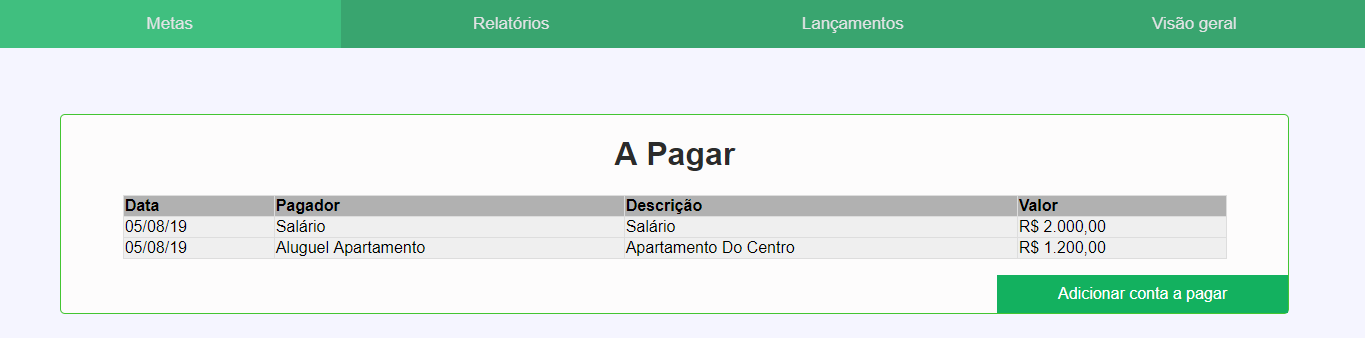 Metas Relatórios Lançamentos Visão geral
A Pagar
Data Pagador Descrição Valor
05/08/19 Salário Salário R$ 2.000,00
05/08/19 Aluguel Apartamento Apartamento Do Centro R$ 1.200,00
Adicionar conta a pagar